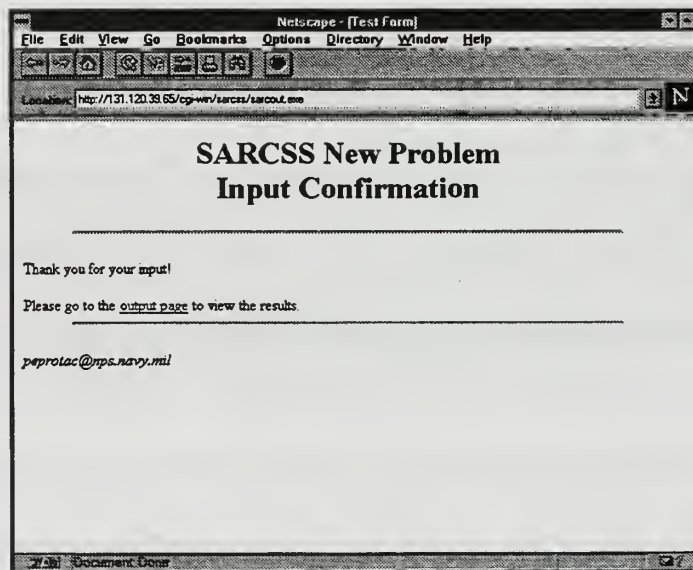 Netscape - [Test Form]
File Edit View Go Bookmarks Options Directory Window Help
Location: http://131.120.39.65/cgi-win/sarcss/sarcout.exe
N
SARCSS New Problem
Input Confirmation
Thank you for your input!
Please go to the output page to view the results.
peprotac@nps.navy.mil
Document: Done